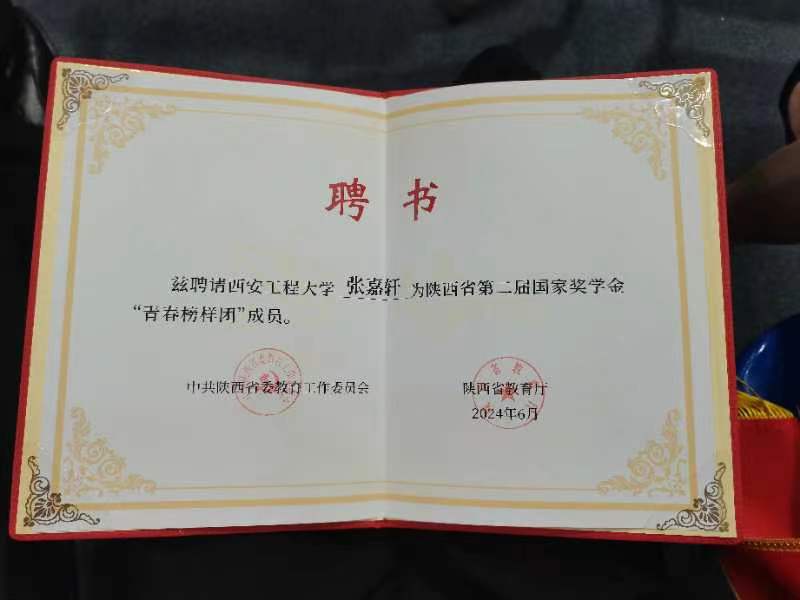 聘书
兹聘请西安工程大学 张嘉轩 为陕西省第二届国家奖学金
“青春榜样团”成员。
中共陕西省委教育工作委员会
陕西省教育厅
2024年6月